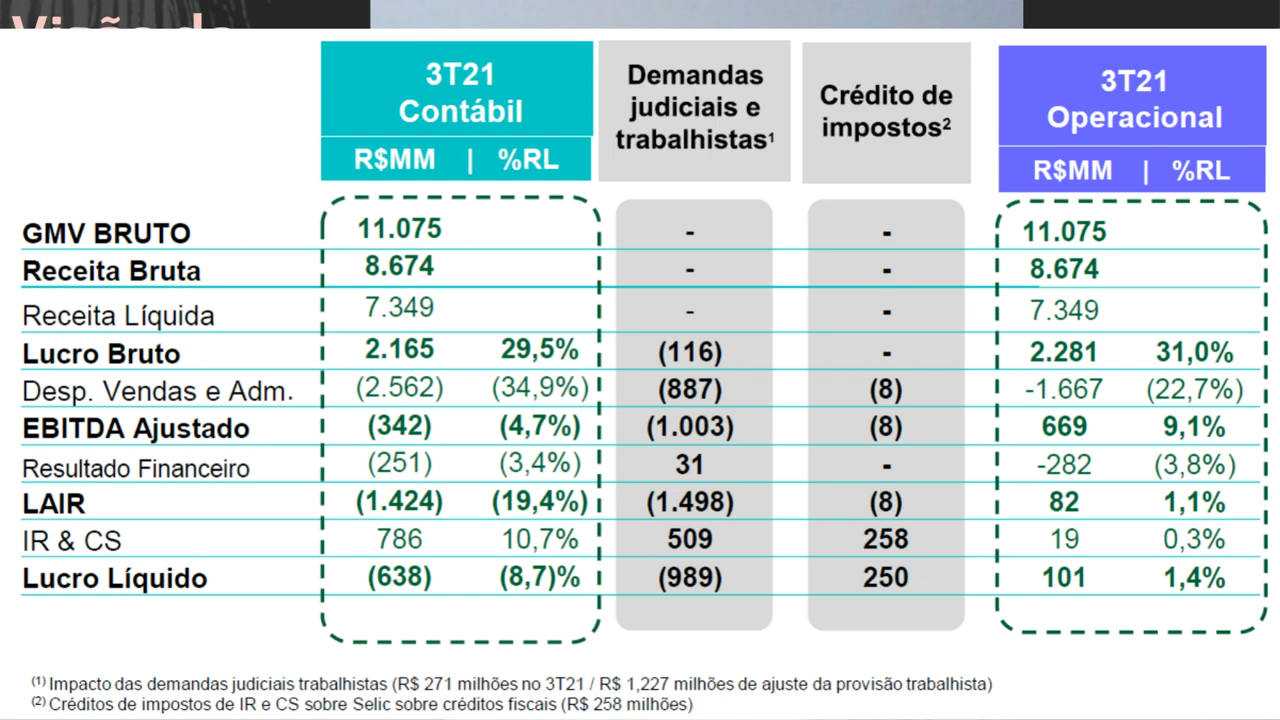 3T21 Contábil
R$MM | %RL
Demandas judiciais e trabalhistas¹
Crédito de impostos²
3T21 Operacional
R$MM | %RL
GMV BRUTO 11.075 - - 11.075
Receita Bruta 8.674 - - 8.674
Receita Líquida 7.349 - - 7.349
Lucro Bruto 2.165 29,5% (116) - 2.281 31,0%
Desp. Vendas e Adm. (2.562) (34,9%) (887) (8) -1.667 (22,7%)
EBITDA Ajustado (342) (4,7%) (1.003) (8) 669 9,1%
Resultado Financeiro (251) (3,4%) 31 - -282 (3,8%)
LAIR (1.424) (19,4%) (1.498) (8) 82 1,1%
IR & CS 786 10,7% 509 258 19 0,3%
Lucro Líquido (638) (8,7)% (989) 250 101 1,4%
(1) Impacto das demandas judiciais trabalhistas (R$ 271 milhões no 3T21 / R$ 1,227 milhões de ajuste da provisão trabalhista)
(2) Créditos de impostos de IR e CS sobre Selic sobre créditos fiscais (R$ 258 milhões)